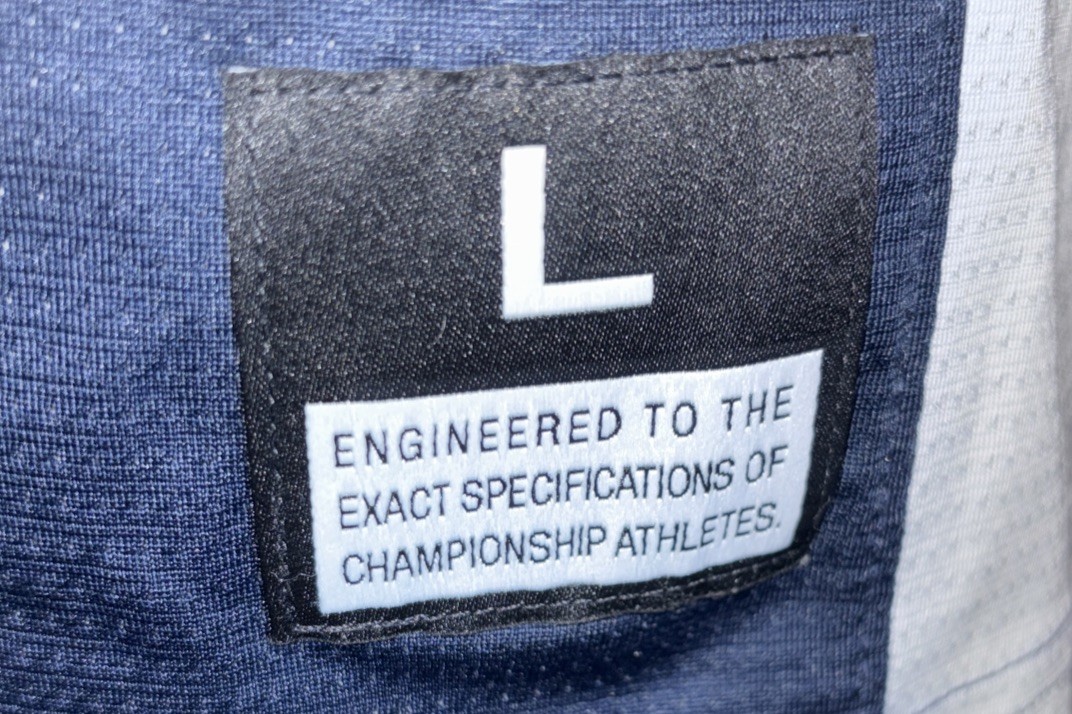 L
ENGINEERED TO THE
EXACT SPECIFICATIONS OF
CHAMPIONSHIP ATHLETES.